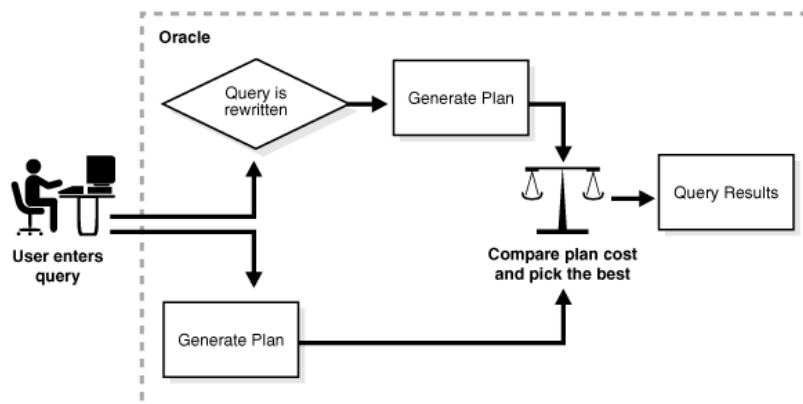 Oracle
Query is
rewritten
Generate Plan
Query Results
User enters
query
Compare plan cost
and pick the best
Generate Plan